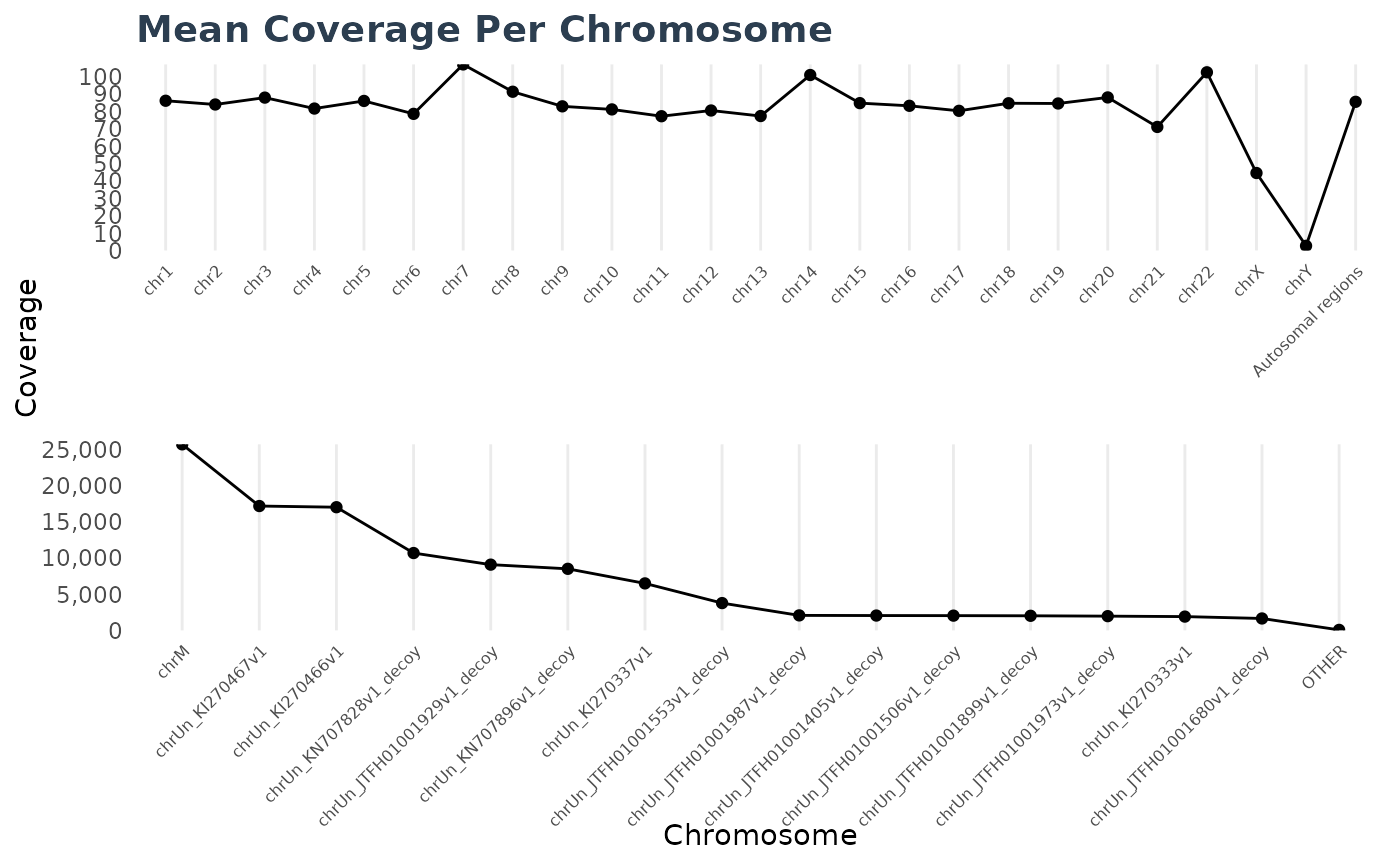 Mean Coverage Per Chromosome
100
90
80
70
60
50
40
30
20
10
0
chr1
chr2
chr3
chr4
chr5
chr6
chr7
chr8
chr9
chr10
chr11
chr12
chr13
chr14
chr15
chr16
chr17
chr18
chr19
chr20
chr21
chr22
chrX
chrY
Autosomal regions
Coverage
25,000
20,000
15,000
10,000
5,000
0
chrM
chrUn_KI270467v1
chrUn_KI270466v1
chrUn_KN707828v1_decoy
chrUn_JTFH01001929v1_decoy
chrUn_KN707896v1_decoy
chrUn_KI270337v1
chrUn_JTFH01001553v1_decoy
chrUn_JTFH01001987v1_decoy
chrUn_JTFH01001405v1_decoy
chrUn_JTFH01001506v1_decoy
chrUn_JTFH01001899v1_decoy
chrUn_JTFH01001973v1_decoy
chrUn_KI270333v1
chrUn_JTFH01001680v1_decoy
OTHER
Chromosome